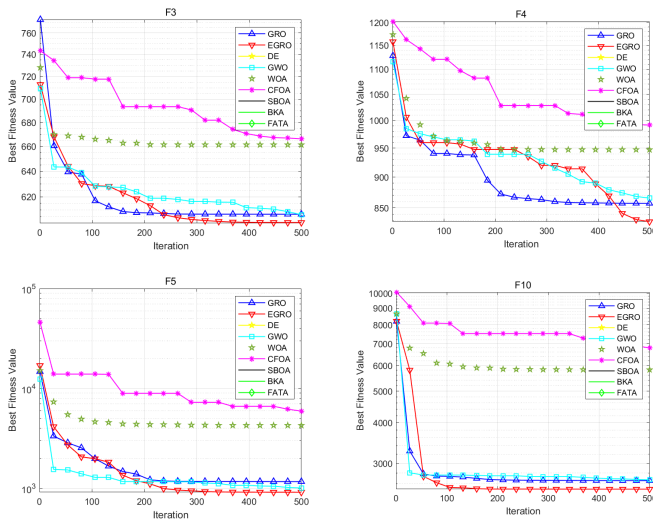 F3
Best Fitness Value
760
740
720
700
680
660
640
620
0
100
200
300
400
500
Iteration
GRO
EGRO
DE
GWO
WOA
CFOA
SBOA
BKA
FATA
F4
Best Fitness Value
1200
1150
1100
1050
1000
950
900
850
0
100
200
300
400
500
Iteration
GRO
EGRO
DE
GWO
WOA
CFOA
SBOA
BKA
FATA
F5
Best Fitness Value
10^5
10^4
10^3
0
100
200
300
400
500
Iteration
GRO
EGRO
DE
GWO
WOA
CFOA
SBOA
BKA
FATA
F10
Best Fitness Value
10000
9000
8000
7000
6000
5000
4000
3000
0
100
200
300
400
500
Iteration
GRO
EGRO
DE
GWO
WOA
CFOA
SBOA
BKA
FATA